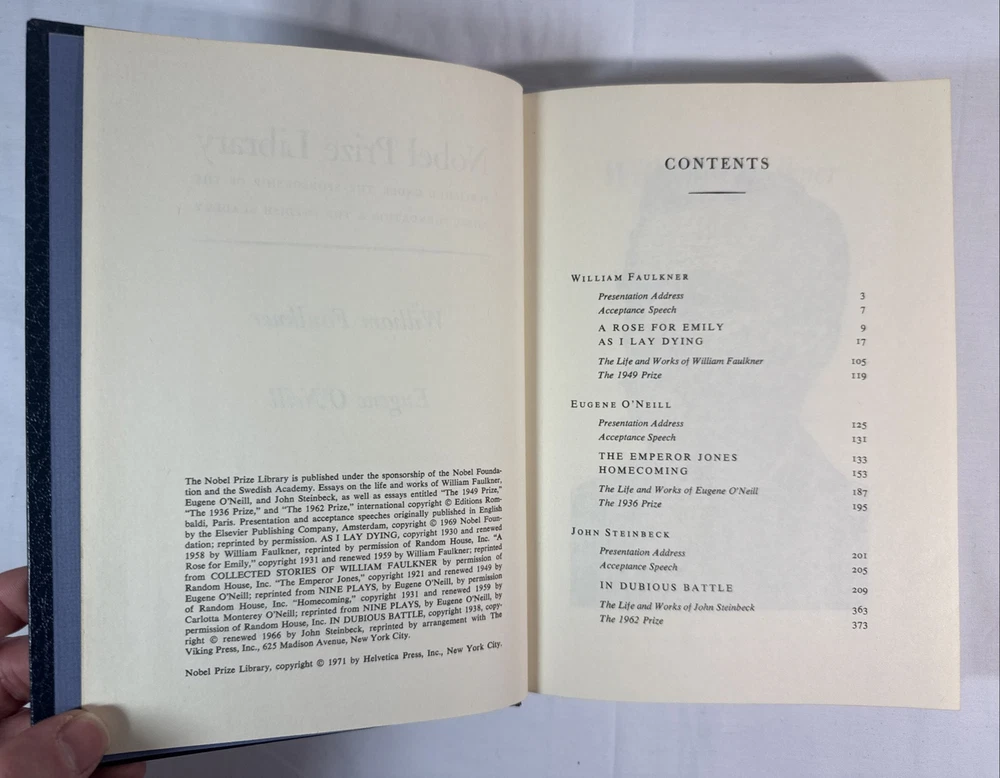 The Nobel Prize Library is published under the sponsorship of the Nobel Founda-
tion and the Swedish Academy. Essays on the life and works of William Faulkner,
Eugene O'Neill, and John Steinbeck, as well as essays entitled "The 1949 Prize,"
"The 1936 Prize," and "The 1962 Prize," international copyright © Editions Rom-
baldi, Paris. Presentation and acceptance speeches originally published in English
by the Elsevier Publishing Company, Amsterdam, copyright © 1969 Nobel Foun-
dation; reprinted by permission. AS I LAY DYING, copyright 1930 and renewed
1958 by William Faulkner, reprinted by permission of Random House, Inc. "A
Rose for Emily," copyright 1931 and renewed 1959 by William Faulkner; reprinted
from COLLECTED STORIES OF WILLIAM FAULKNER by permission of
Random House, Inc. "The Emperor Jones," copyright 1921 and renewed 1949 by
Eugene O'Neill; reprinted from NINE PLAYS, by Eugene O'Neill, by permission
of Random House, Inc. "Homecoming," copyright 1931 and renewed 1959 by
Carlotta Monterey O'Neill; reprinted from NINE PLAYS, by Eugene O'Neill, by
permission of Random House, Inc. IN DUBIOUS BATTLE, copyright 1938, copy-
right © renewed 1966 by John Steinbeck, reprinted by arrangement with The
Viking Press, Inc., 625 Madison Avenue, New York City.
Nobel Prize Library, copyright © 1971 by Helvetica Press, Inc., New York City.
CONTENTS
WILLIAM FAULKNER
Presentation Address 3
Acceptance Speech 7
A ROSE FOR EMILY 9
AS I LAY DYING 17
The Life and Works of William Faulkner 105
The 1949 Prize 119
EUGENE O'NEILL
Presentation Address 125
Acceptance Speech 131
THE EMPEROR JONES 133
HOMECOMING 153
The Life and Works of Eugene O'Neill 187
The 1936 Prize 195
JOHN STEINBECK
Presentation Address 201
Acceptance Speech 205
IN DUBIOUS BATTLE 209
The Life and Works of John Steinbeck 363
The 1962 Prize 373